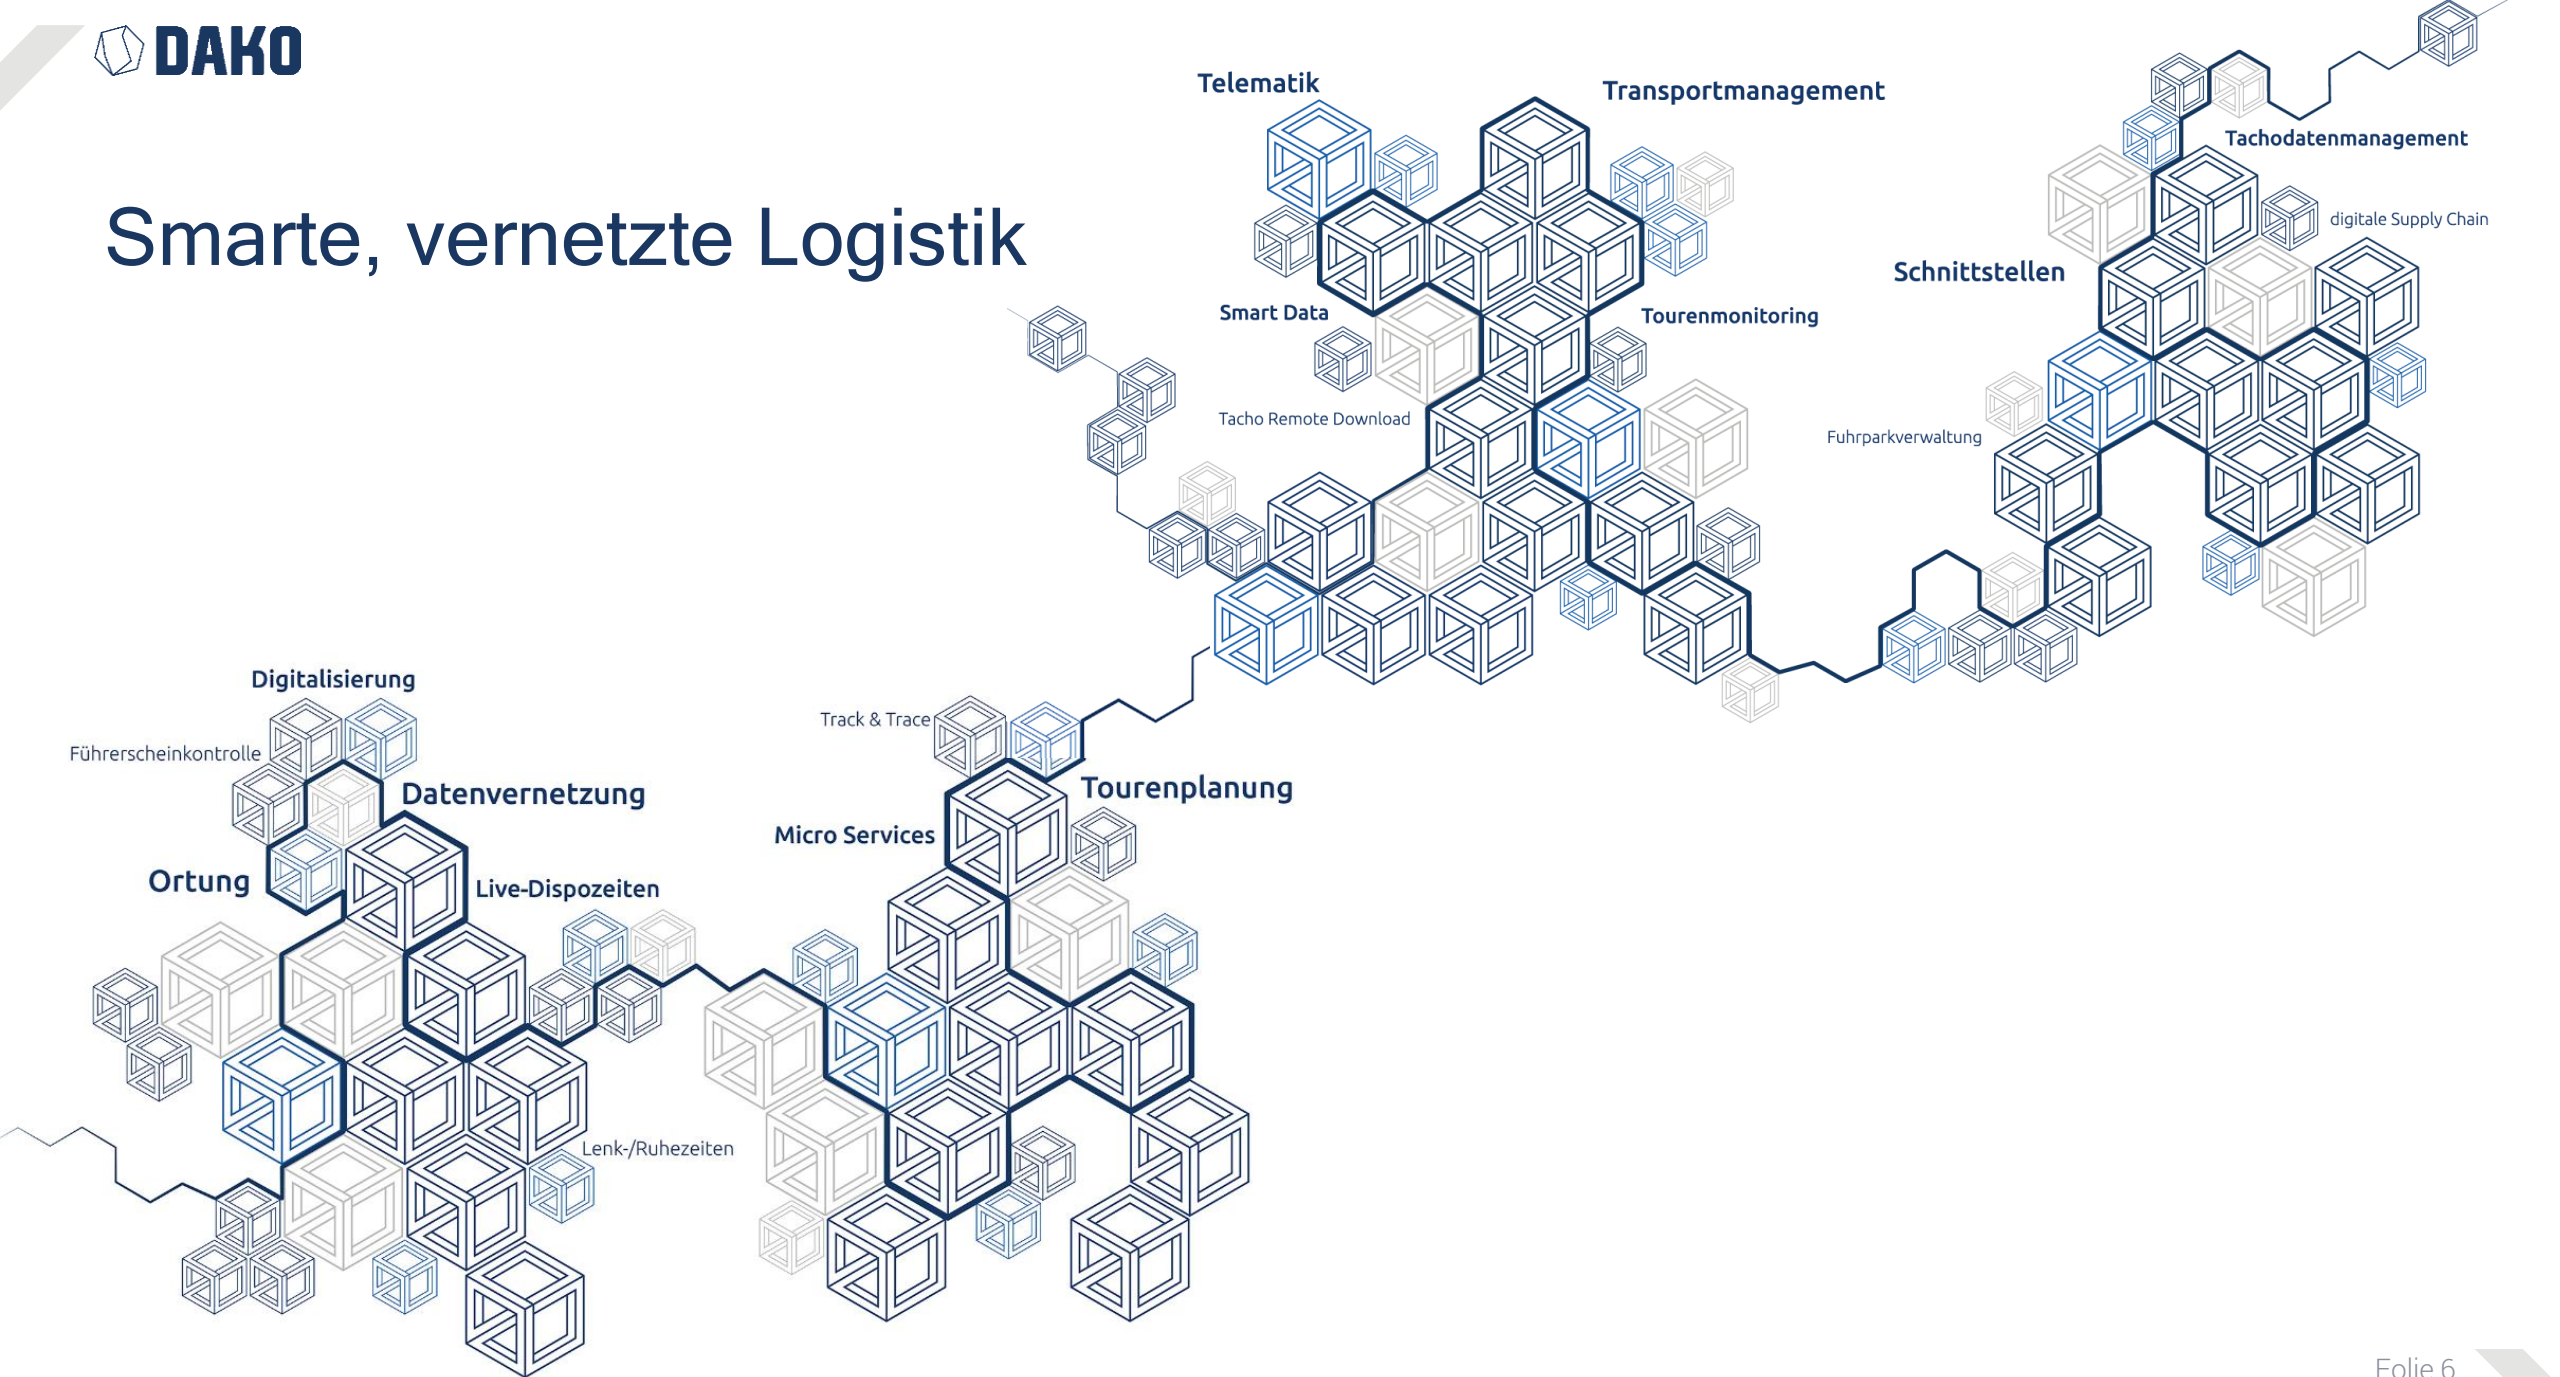 DAKO
Smarte, vernetzte Logistik
Telematik
Transportmanagement
Tachodatenmanagement
digitale Supply Chain
Schnittstellen
Smart Data
Tourenmonitoring
Tacho Remote Download
Fuhrparkverwaltung
Digitalisierung
Track & Trace
Führerscheinkontrolle
Datenvernetzung
Tourenplanung
Micro Services
Ortung
Live-Dispozeiten
Lenk-/Ruhezeiten
Folie 6